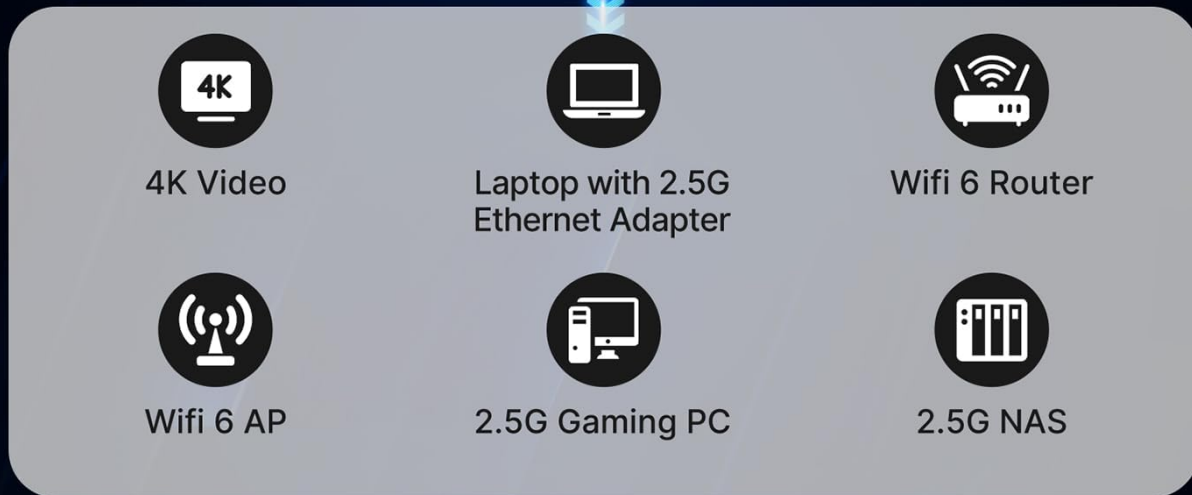 4K
4K Video
Laptop with 2.5G
Ethernet Adapter
Wifi 6 Router
Wifi 6 AP
2.5G Gaming PC
2.5G NAS